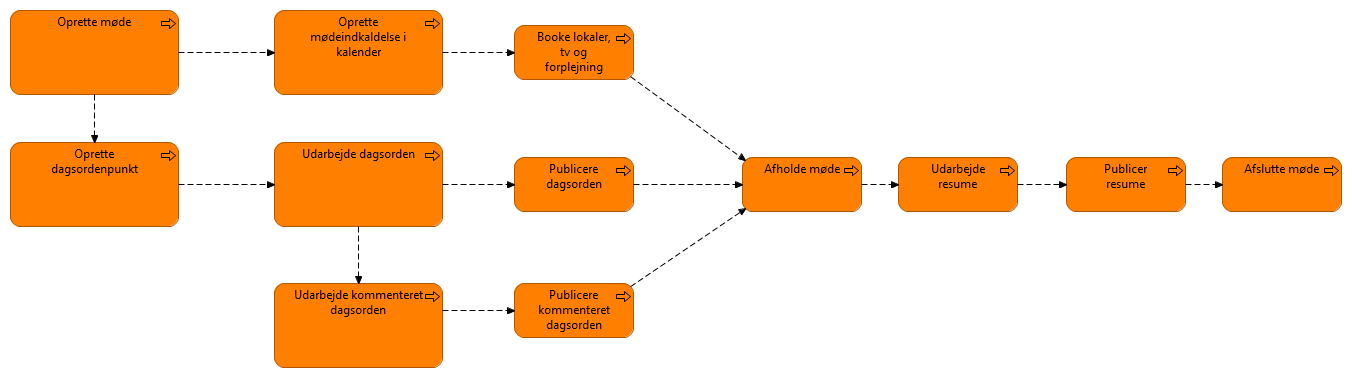 Oprette møde
Oprette
mødeindkaldelse i
kalender
Booke lokaler,
tv og
forplejning
Oprette
dagsordenpunkt
Udarbejde dagsorden
Publicere
dagsorden
Afholde møde
Udarbejde
resume
Publicer
resume
Afslutte møde
Udarbejde kommenteret
dagsorden
Publicere
kommenteret
dagsorden